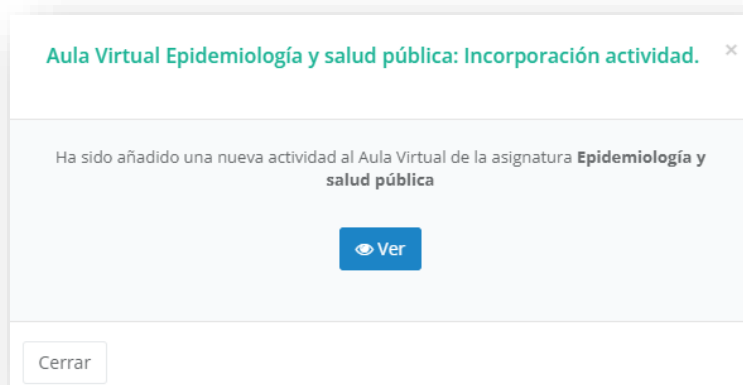 Aula Virtual Epidemiología y salud pública: Incorporación actividad. ×
Ha sido añadido una nueva actividad al Aula Virtual de la asignatura Epidemiología y
salud pública
Ver
Cerrar